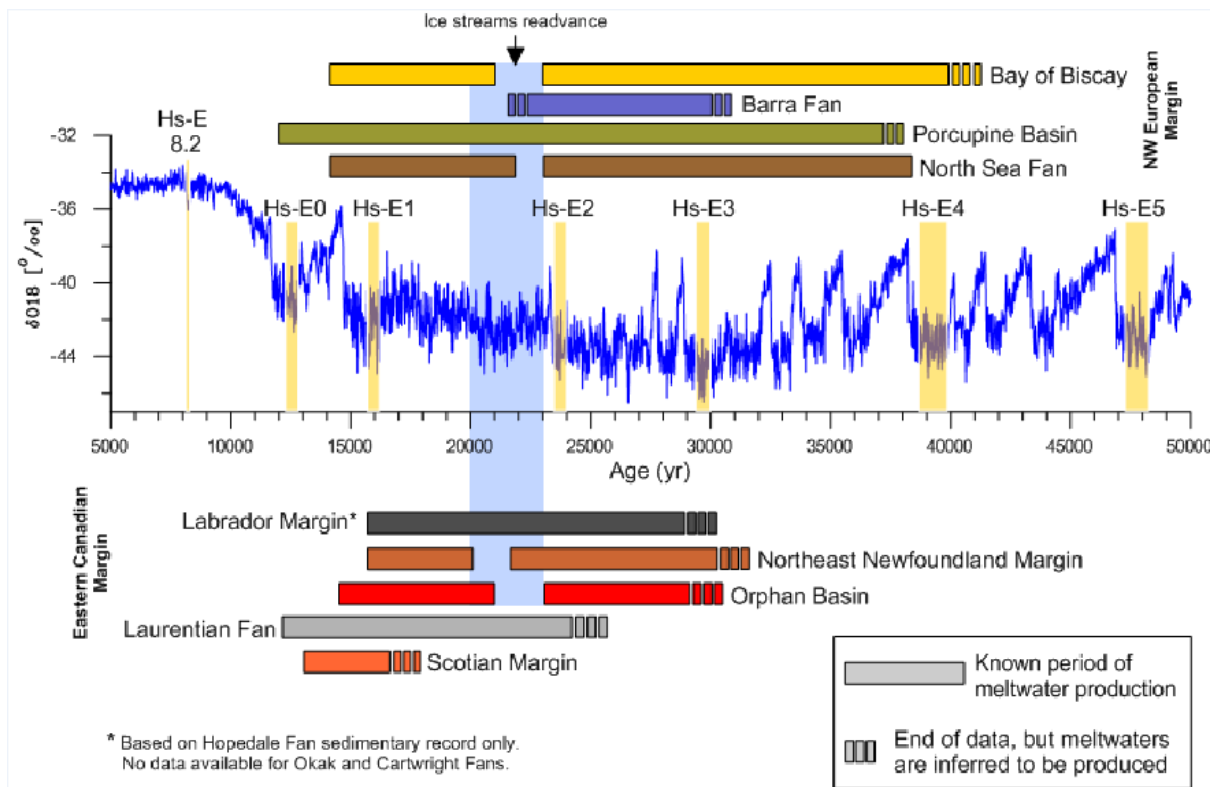 Ice streams readvance
Bay of Biscay
Barra Fan
Porcupine Basin
North Sea Fan
NW European
Margin
Hs-E
8.2
Hs-E0
Hs-E1
Hs-E2
Hs-E3
Hs-E4
Hs-E5
-32
-36
-40
-44
δO18 [º/oo]
5000
10000
15000
20000
25000
30000
35000
40000
45000
50000
Age (yr)
Eastern Canadian
Margin
Labrador Margin*
Northeast Newfoundland Margin
Orphan Basin
Laurentian Fan
Scotian Margin
Known period of
meltwater production
End of data, but meltwaters
are inferred to be produced
* Based on Hopedale Fan sedimentary record only.
No data available for Okak and Cartwright Fans.